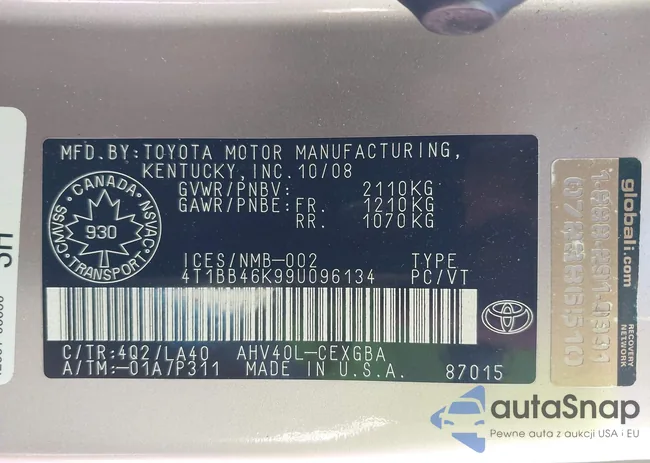 MFD.BY:TOYOTA MOTOR MANUFACTURING,
KENTUCKY, INC.10/08
GVWR/PNBV: 2110KG
GAWR/PNBE: FR. 1210KG
RR. 1070KG
CANADA
CMVSS NSVAC
930
TRANSPORT
ICES/NMB-002 TYPE
4T1BB46K99U096134 PC/VT
C/TR:4Q2/LA40 AHV40L-CEXGBA
A/TM:-01A7P311 MADE IN U.S.A. 87015
globali.com
RECOVERY
NETWORK
SH
autaSnap
Pewne auta z aukcji USA i EU